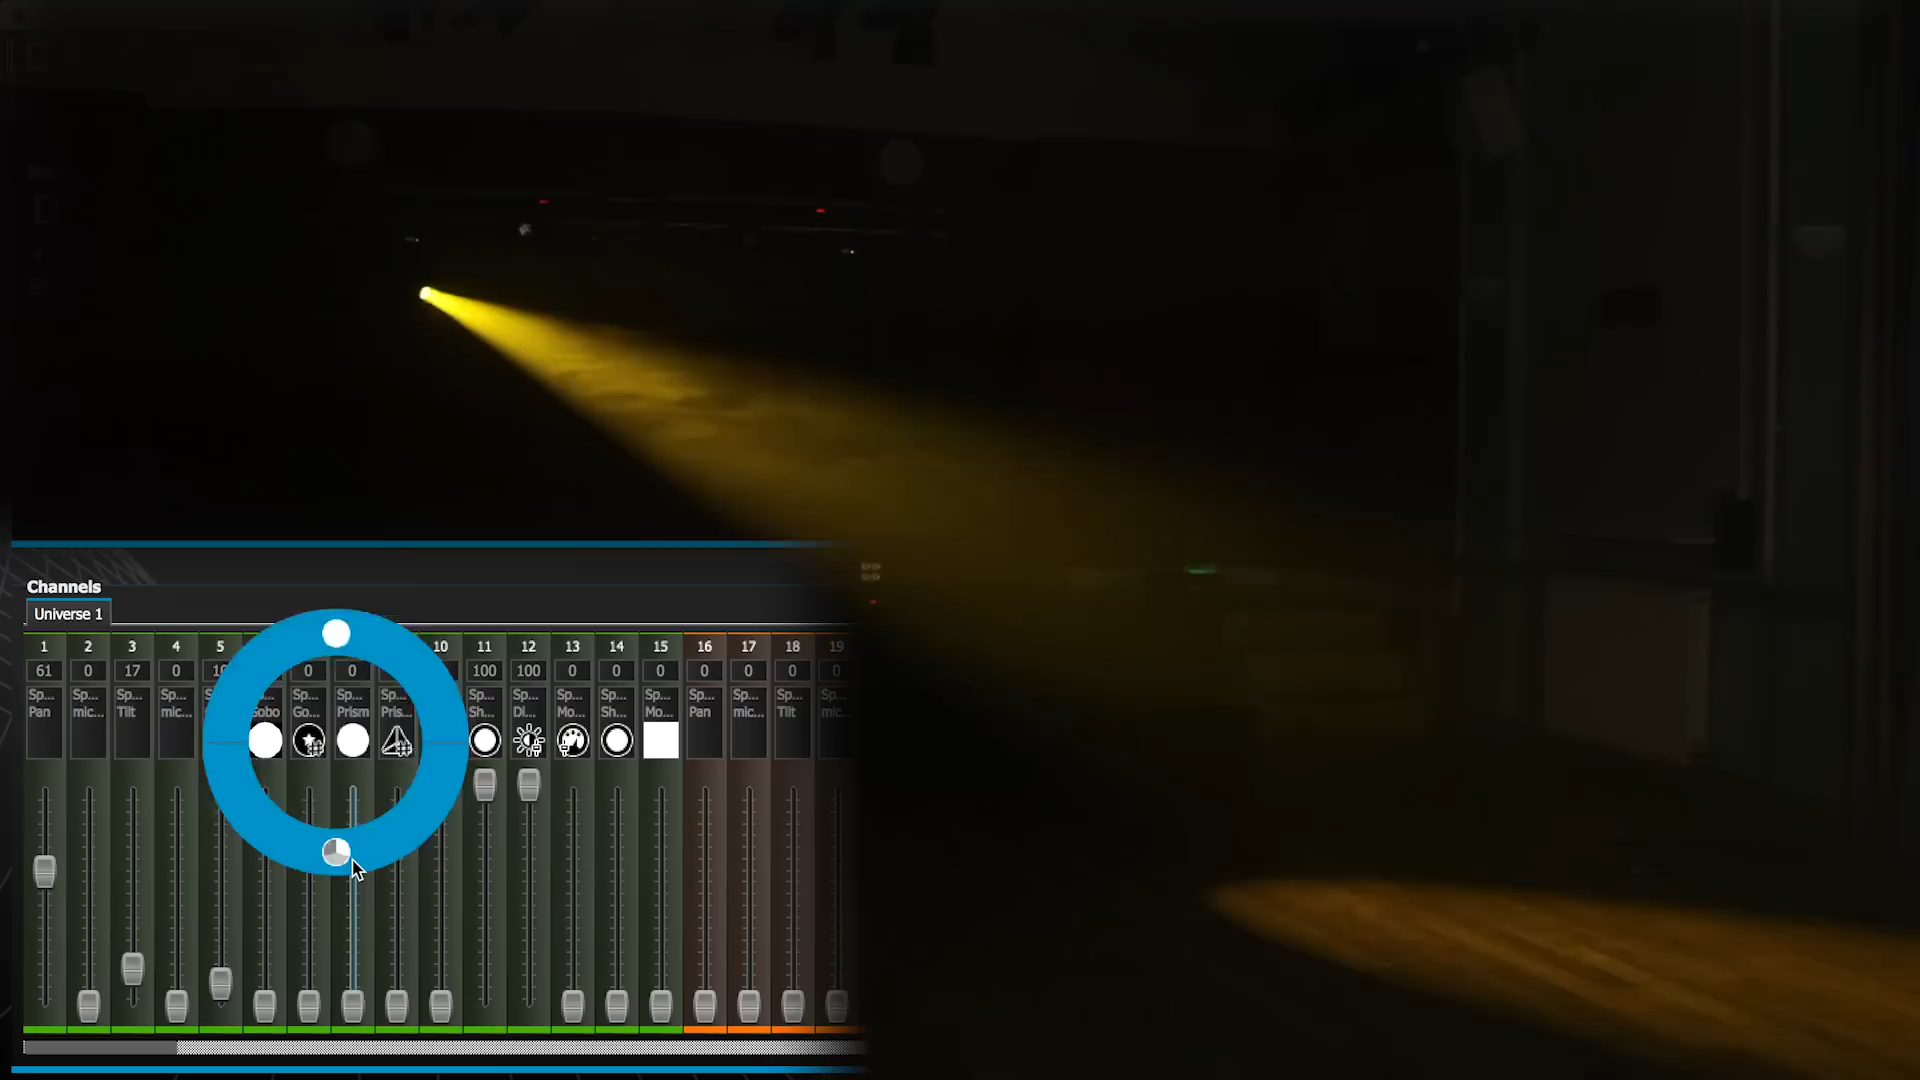 Channels
Universe 1
1 2 3 4 5 10 11 12 13 14 15 16 17 18 19
61 0 17 0 10 0 0 0 100 100 0 0 0 0 0 0 0
Sp... Sp... Sp... Sp... Sp... Sp... Sp... Sp... Sp... Sp... Sp... Sp... Sp... Sp... Sp... Sp...
Pan mic... Tilt mic... Gobo Go... Prism Pris... Sh... Di... Mo... Sh... Mo... Pan mic... Tilt mic...